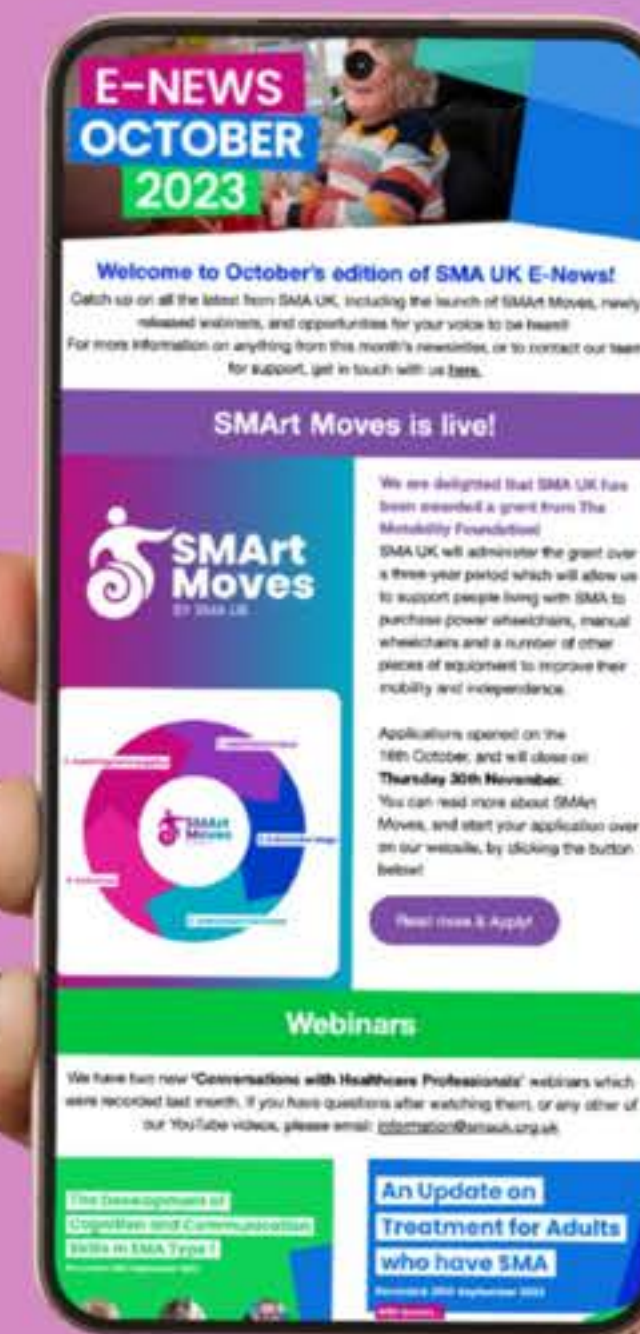 E-NEWS
OCTOBER
2023
Welcome to October's edition of SMA UK E-News!
Catch up on all the latest from SMA UK, including the launch of SMArt Moves, newly
released webinars, and opportunities for your voice to be heard!
For more information on anything from this month's newsletter, or to contact our team
for support, get in touch with us here.
SMArt Moves is live!
SMArt
Moves
BY SMA UK
We are delighted that SMA UK has
been awarded a grant from The
Motability Foundation!
SMA UK will administer the grant over
a three-year period which will allow us
to support people living with SMA to
purchase power wheelchairs, manual
wheelchairs and a number of other
pieces of equipment to improve their
mobility and independence.
Applications opened on the
16th October, and will close on
Thursday 30th November.
You can read more about SMArt
Moves, and start your application over
on our website, by clicking the button
below!
Read more & Apply!
SMArt
Moves
Webinars
We have two new 'Conversations with Healthcare Professionals' webinars which
were recorded last month. If you have questions after watching them, or any other of
our YouTube videos, please email: information@smauk.org.uk
The Development of
Cognitive and Communication
Skills in SMA Type 1
An Update on
Treatment for Adults
who have SMA